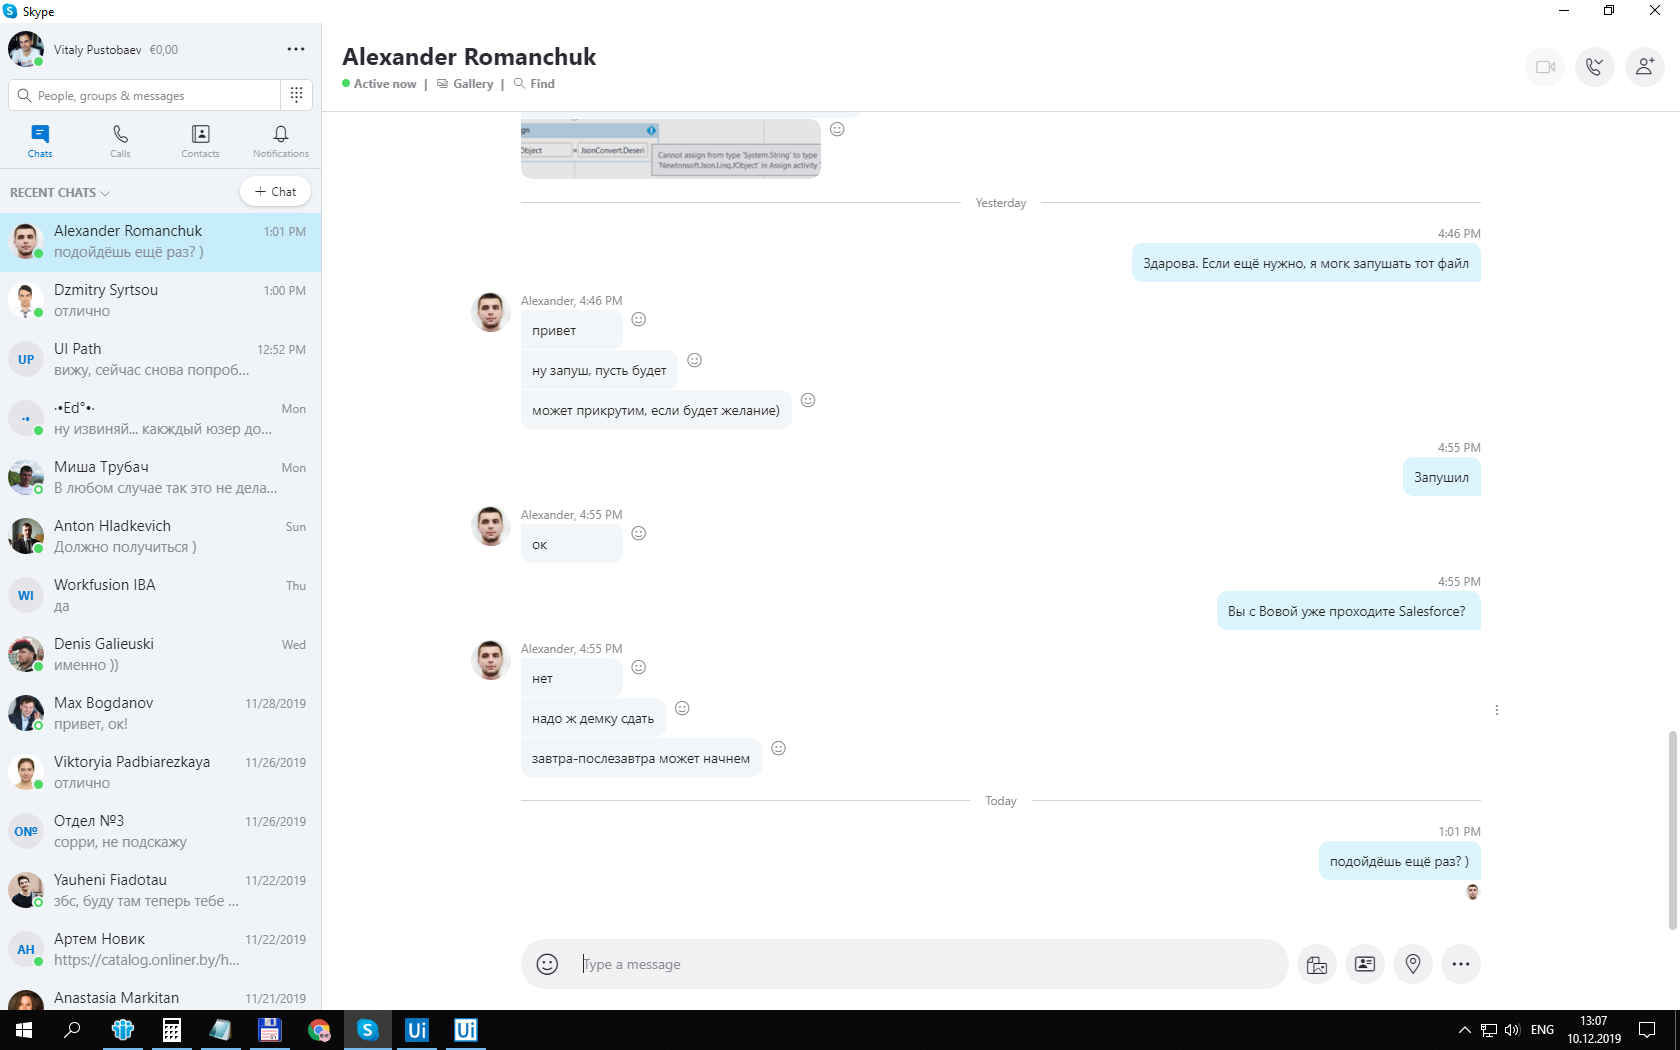 Skype
Vitaly Pustobaev €0,00
People, groups & messages
Chats
Calls
Contacts
Notifications
RECENT CHATS
+ Chat
Alexander Romanchuk 1:01 PM
подойдёшь ещё раз? )
Dzmitry Syrtsou 1:00 PM
отлично
UP
UI Path 12:52 PM
вижу, сейчас снова попроб...
·•
·•Ed°•· Mon
ну извиняй... какждый юзер до...
Миша Трубач Mon
В любом случае так это не дела...
Anton Hladkevich Sun
Должно получиться )
WI
Workfusion IBA Thu
да
Denis Galieuski Wed
именно ))
Max Bogdanov 11/28/2019
привет, ок!
Viktoryia Padbiarezkaya 11/26/2019
отлично
ОN№
Отдел №3 11/26/2019
сорри, не подскажу
Yauheni Fiadotau 11/22/2019
збс, буду там теперь тебе ...
АН
Артем Новик 11/22/2019
https://catalog.onliner.by/h...
Anastasia Markitan 11/21/2019
Alexander Romanchuk
Active now | Gallery | Find
gn
Object = JsonConvert.Deseri
Cannot assign from type 'System.String' to type
'Newtonsoft.Json.Linq.JObject' in Assign activity
Yesterday
4:46 PM
Здарова. Если ещё нужно, я могк запушать тот файл
Alexander, 4:46 PM
привет
ну запуш, пусть будет
может прикрутим, если будет желание)
4:55 PM
Запушил
Alexander, 4:55 PM
ок
4:55 PM
Вы с Вовой уже проходите Salesforce?
Alexander, 4:55 PM
нет
надо ж демку сдать
завтра-послезавтра может начнем
Today
1:01 PM
подойдёшь ещё раз? )
Type a message
Ui
Ui
ENG
13:07
10.12.2019